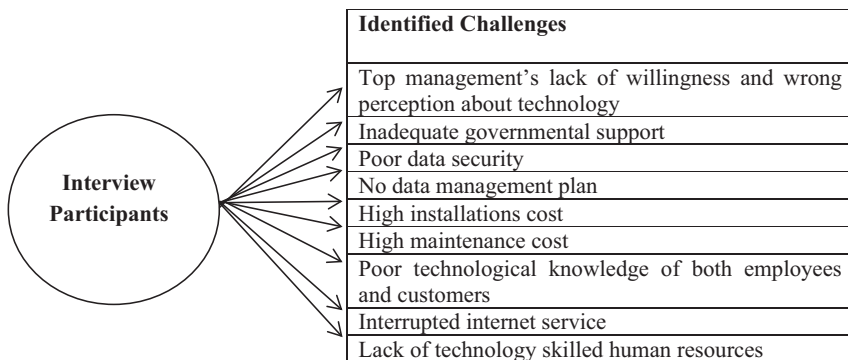 Identified Challenges
Top management's lack of willingness and wrong
perception about technology
Inadequate governmental support
Poor data security
No data management plan
High installations cost
High maintenance cost
Poor technological knowledge of both employees
and customers
Interrupted internet service
Lack of technology skilled human resources
Interview
Participants